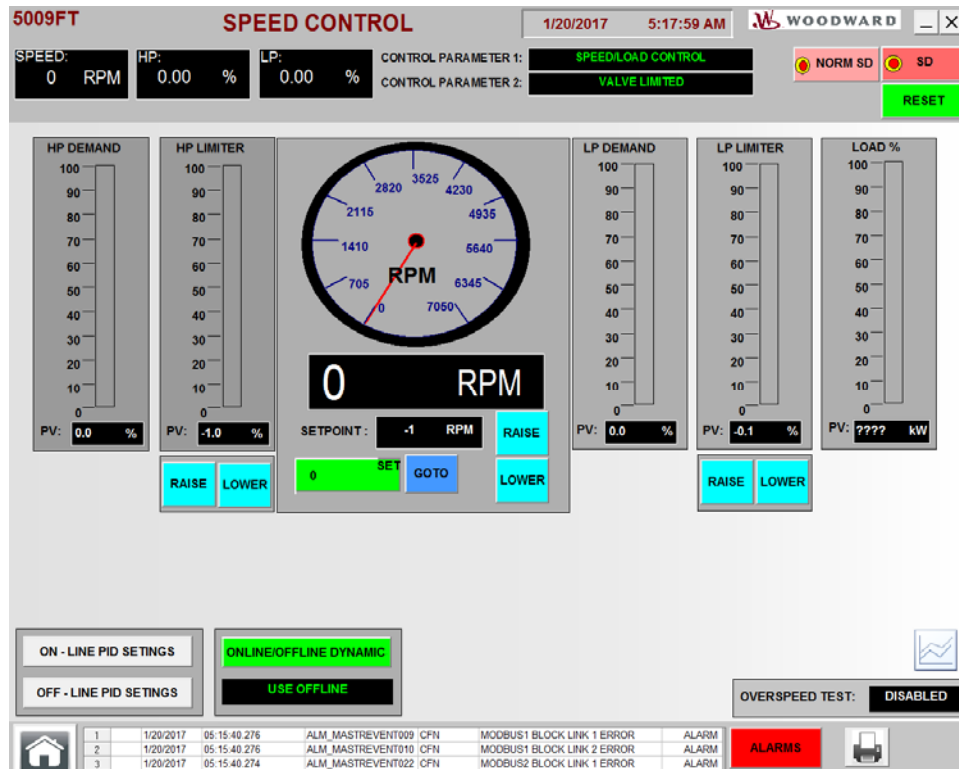 5009FT
SPEED CONTROL
1/20/2017 5:17:59 AM
WOODWARD
SPEED:
0 RPM
HP:
0.00 %
LP:
0.00 %
CONTROL PARAMETER 1: SPEED/LOAD CONTROL
CONTROL PARAMETER 2: VALVE LIMITED
NORM SD
SD
RESET
HP DEMAND
100
90
80
70
60
50
40
30
20
10
0
PV: 0.0 %
HP LIMITER
100
90
80
70
60
50
40
30
20
10
0
PV: -1.0 %
RAISE LOWER
3525
2820 4230
2115 4935
1410 5640
RPM
705 6345
0 7050
0 RPM
SETPOINT : -1 RPM
RAISE
0 SET
GOTO
LOWER
LP DEMAND
100
90
80
70
60
50
40
30
20
10
0
PV: 0.0 %
LP LIMITER
100
90
80
70
60
50
40
30
20
10
0
PV: -0.1 %
RAISE LOWER
LOAD %
100
90
80
70
60
50
40
30
20
10
0
PV: ???? kW
ON - LINE PID SETINGS
OFF - LINE PID SETINGS
ONLINE/OFFLINE DYNAMIC
USE OFFLINE
OVERSPEED TEST: DISABLED
1 1/20/2017 05:15:40.276 ALM_MASTREVENT009 CFN MODBUS1 BLOCK LINK 1 ERROR ALARM
2 1/20/2017 05:15:40.276 ALM_MASTREVENT010 CFN MODBUS1 BLOCK LINK 2 ERROR ALARM
3 1/20/2017 05:15:40.274 ALM_MASTREVENT022 CFN MODBUS2 BLOCK LINK 1 ERROR ALARM
ALARMS